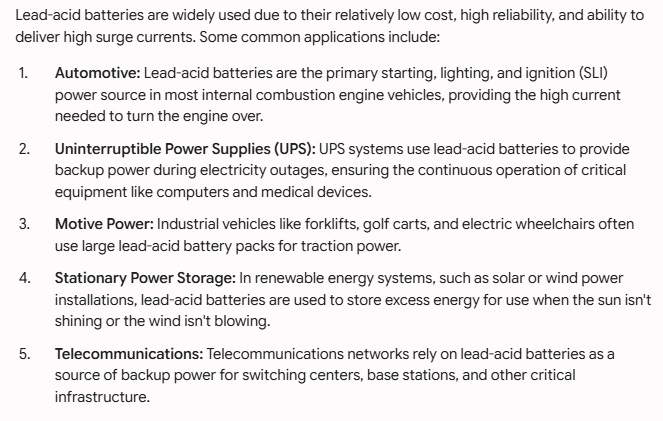 Lead-acid batteries are widely used due to their relatively low cost, high reliability, and ability to
deliver high surge currents. Some common applications include:
1. Automotive: Lead-acid batteries are the primary starting, lighting, and ignition (SLI)
power source in most internal combustion engine vehicles, providing the high current
needed to turn the engine over.
2. Uninterruptible Power Supplies (UPS): UPS systems use lead-acid batteries to provide
backup power during electricity outages, ensuring the continuous operation of critical
equipment like computers and medical devices.
3. Motive Power: Industrial vehicles like forklifts, golf carts, and electric wheelchairs often
use large lead-acid battery packs for traction power.
4. Stationary Power Storage: In renewable energy systems, such as solar or wind power
installations, lead-acid batteries are used to store excess energy for use when the sun isn't
shining or the wind isn't blowing.
5. Telecommunications: Telecommunications networks rely on lead-acid batteries as a
source of backup power for switching centers, base stations, and other critical
infrastructure.